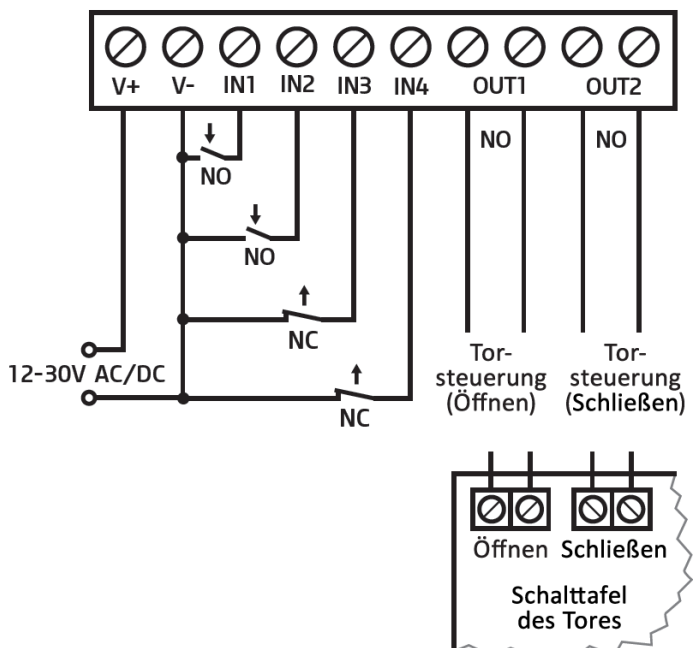 V+ V- IN1 IN2 IN3 IN4 OUT1 OUT2
NO NO
NO
NO
NC
12-30V AC/DC
NC
Tor-
steuerung
(Öffnen)
Tor-
steuerung
(Schließen)
Öffnen Schließen
Schalttafel
des Tores